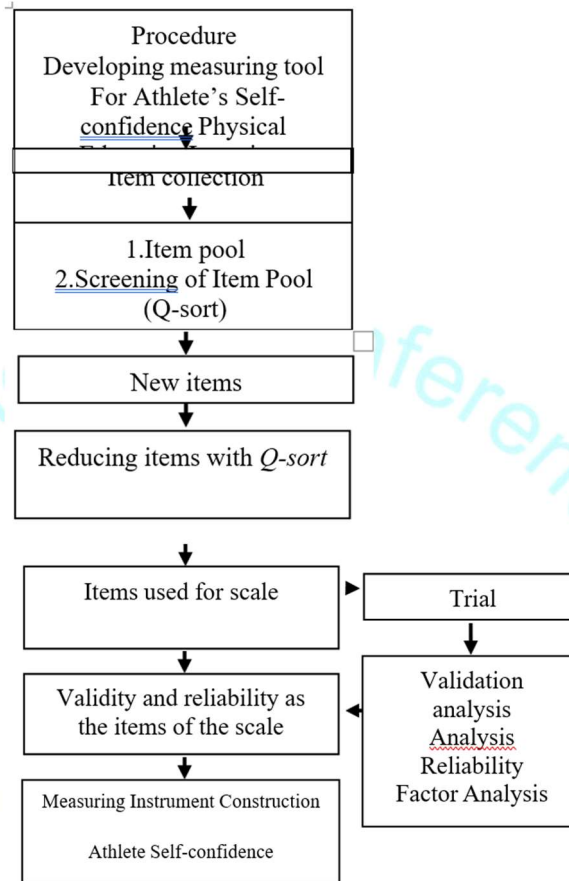 Procedure
Developing measuring tool
For Athlete's Self-
confidence Physical
Item collection
1.Item pool
2.Screening of Item Pool
(Q-sort)
New items
Reducing items with Q-sort
Items used for scale
Trial
Validity and reliability as
the items of the scale
Validation
analysis
Analysis
Reliability
Factor Analysis
Measuring Instrument Construction
Athlete Self-confidence